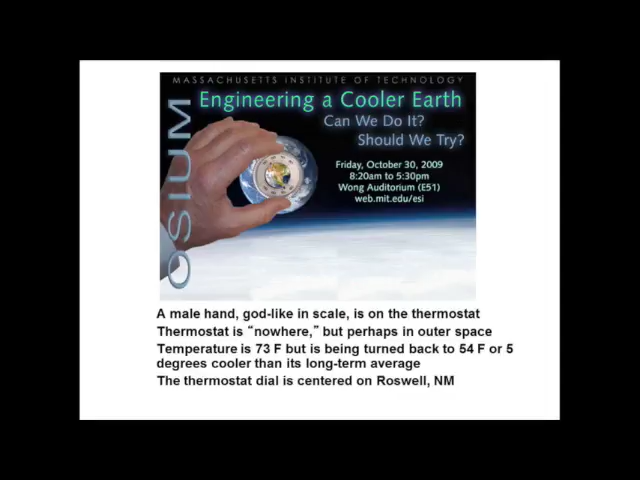 MASSACHUSETTS INSTITUTE OF TECHNOLOGY
Engineering a Cooler Earth
Can We Do It?
Should We Try?
Friday, October 30, 2009
8:20am to 5:30pm
Wong Auditorium (E51)
web.mit.edu/esi
OSIUM
A male hand, god-like in scale, is on the thermostat
Thermostat is “nowhere,” but perhaps in outer space
Temperature is 73 F but is being turned back to 54 F or 5
degrees cooler than its long-term average
The thermostat dial is centered on Roswell, NM